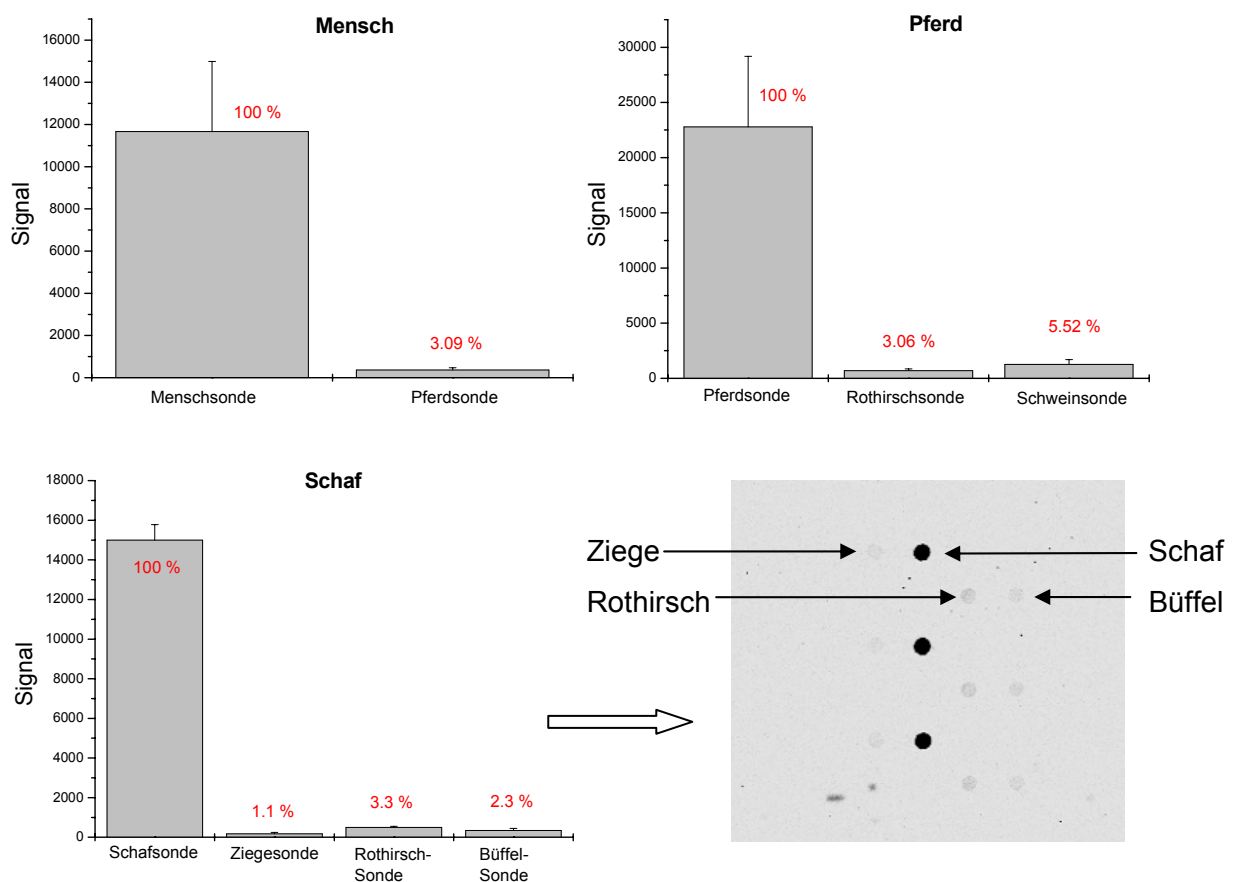 Mensch
16000
14000
12000
10000
8000
6000
4000
2000
0
Signal
100 %
3.09 %
Menschsonde
Pferdsonde
Pferd
30000
25000
20000
15000
10000
5000
0
Signal
100 %
3.06 %
5.52 %
Pferdsonde
Rothirschsonde
Schweinsonde
Schaf
18000
16000
14000
12000
10000
8000
6000
4000
2000
0
Signal
100 %
1.1 %
3.3 %
2.3 %
Schafsonde
Ziegesonde
Rothirsch-
Sonde
Büffel-
Sonde
Ziege
Schaf
Rothirsch
Büffel